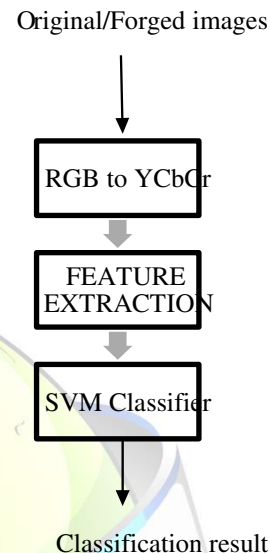 Original/Forged images
RGB to YCbCr
FEATURE
EXTRACTION
SVM Classifier
Classification result